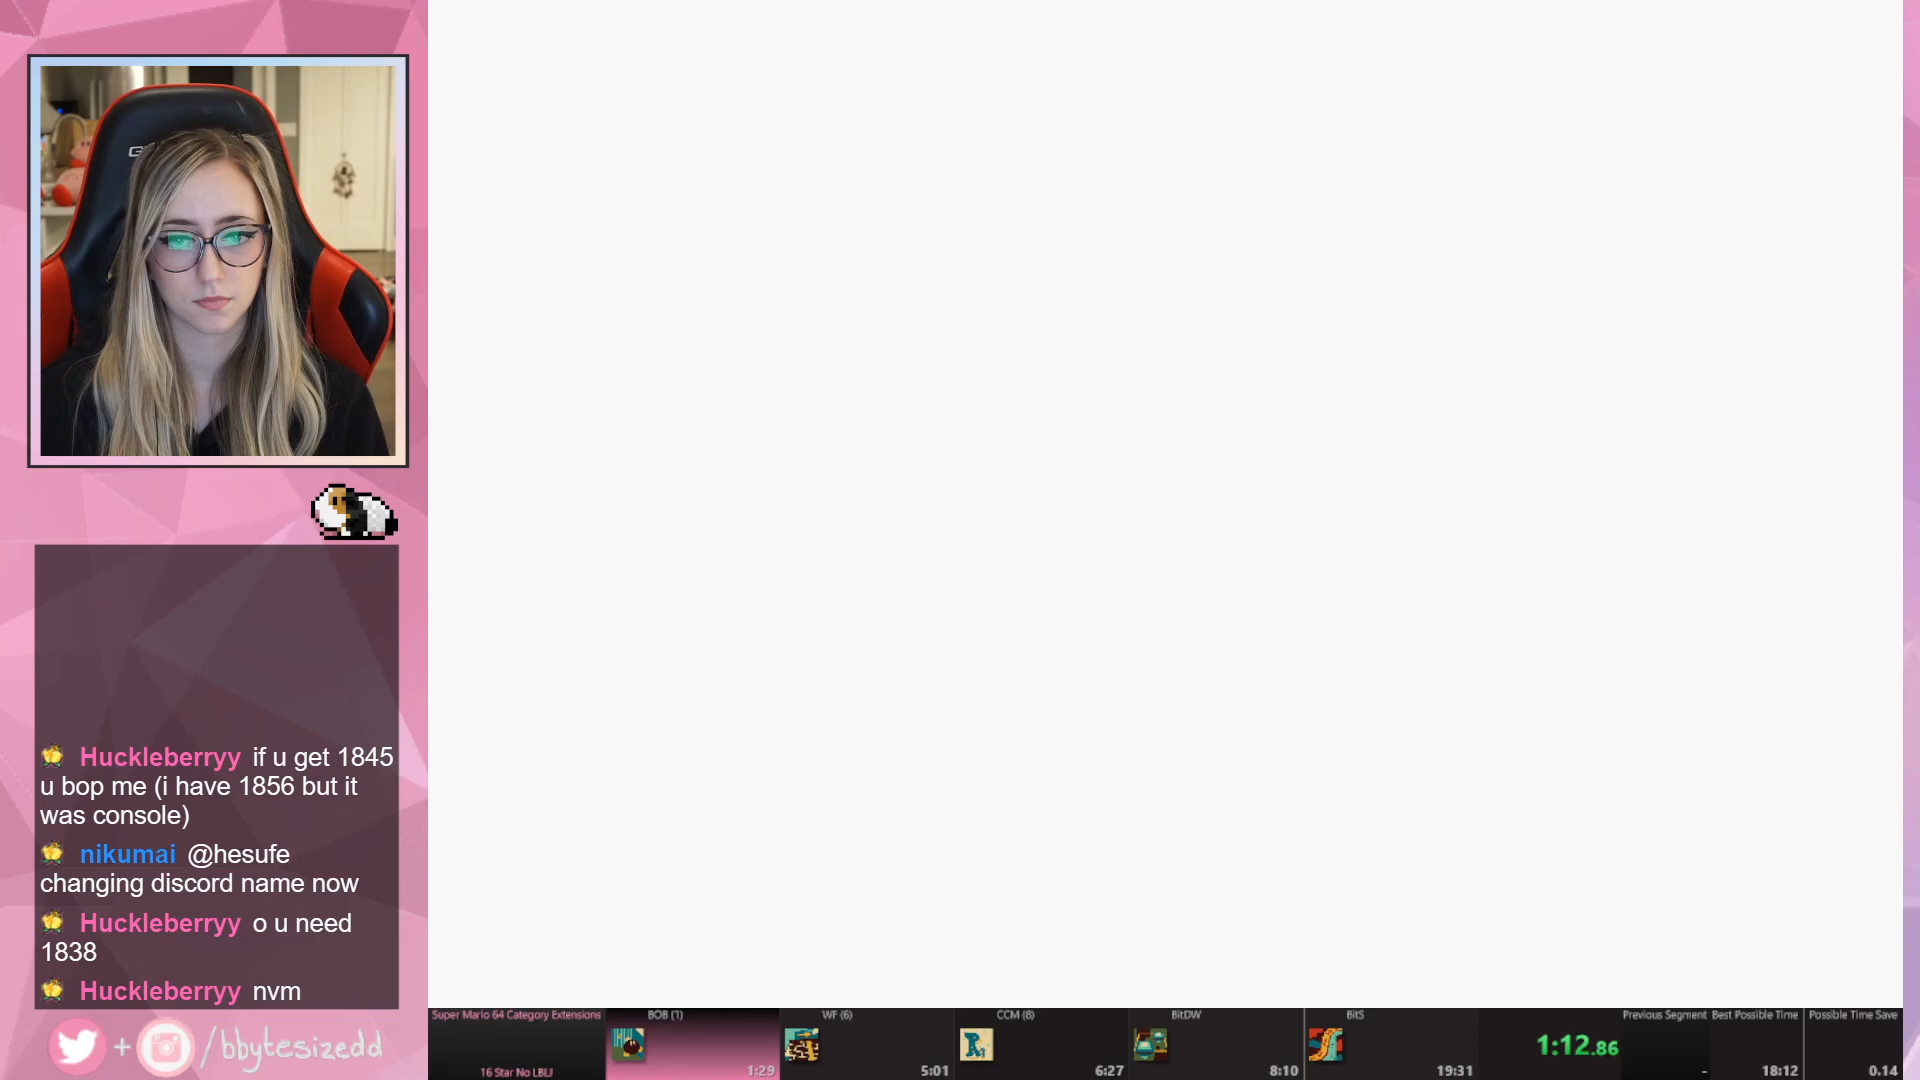 Huckleberryy if u get 1845
u bop me (i have 1856 but it
was console)
nikumai @hesufe
changing discord name now
Huckleberryy o u need
1838
Huckleberryy nvm
+ /bbytesizedd
Super Mario 64 Category Extensions
16 Star No LBLJ
BOB (1)
1:29
WF (6)
5:01
CCM (8)
6:27
BitDW
8:10
BitS
19:31
1:12.86
Previous Segment
-
Best Possible Time
18:12
Possible Time Save
0.14